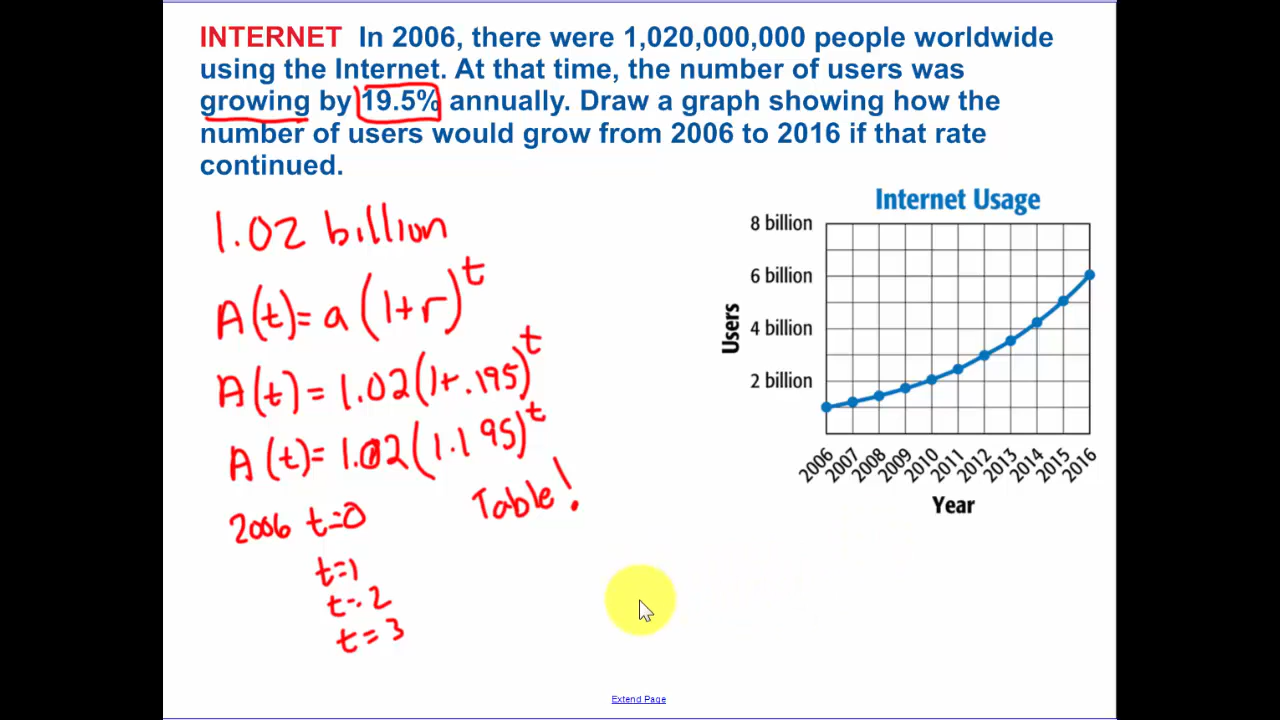 INTERNET In 2006, there were 1,020,000,000 people worldwide
using the Internet. At that time, the number of users was
growing by 19.5% annually. Draw a graph showing how the
number of users would grow from 2006 to 2016 if that rate
continued.
1.02 billion
A(t)= a (1+r)^t
A(t) = 1.02(1+.195)^t
A(t)= 1.02(1.195)^t
2006 t=0
t=1
t=2
t=3
Table!
Internet Usage
8 billion
6 billion
4 billion
2 billion
Users
2006 2007 2008 2009 2010 2011 2012 2013 2014 2015 2016
Year
Extend Page